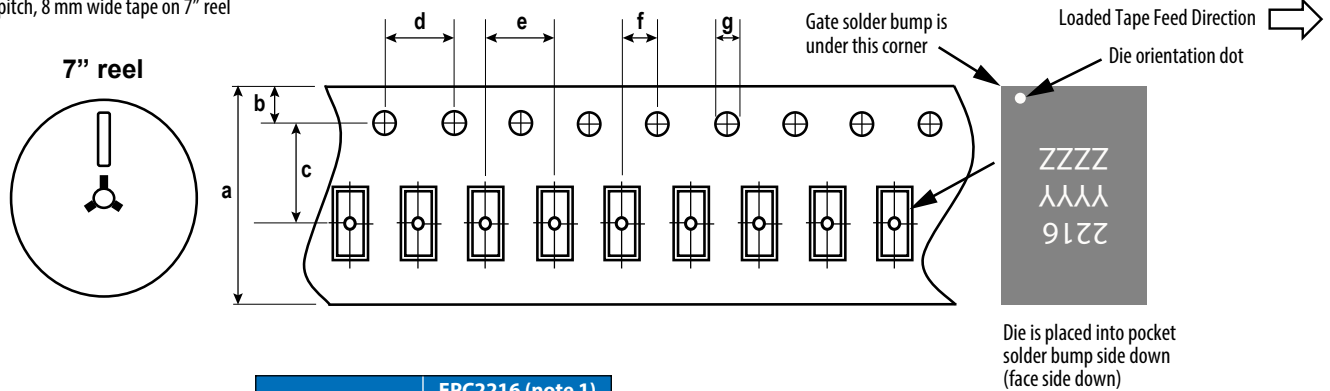 pitch, 8 mm wide tape on 7” reel
7” reel
a
b
c
d
e
f
g
Gate solder bump is
under this corner
Loaded Tape Feed Direction
Die orientation dot
2216
YYYY
ZZZZ
Die is placed into pocket
solder bump side down
(face side down)
EPC2216 (note 1)